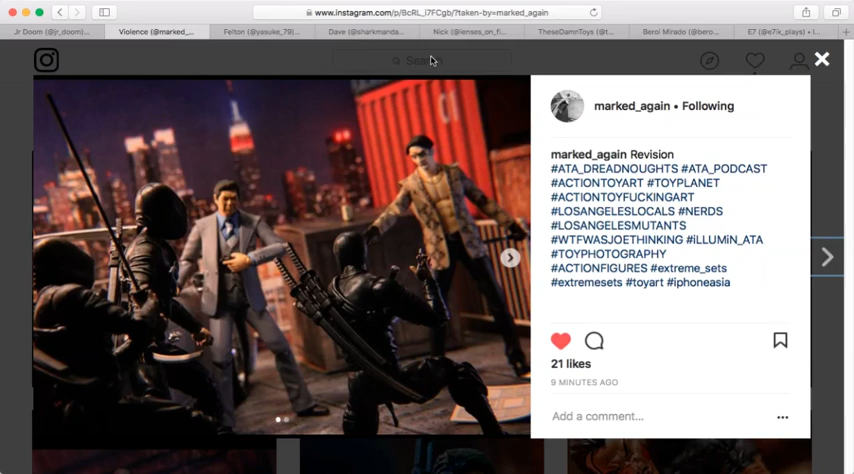 www.instagram.com/p/BcRL_i7FCgb/?taken-by=marked_again
Jr Doom (@jr_doom)...
Violence (@marked_...
Felton (@yasuke_79)...
Dave (@sharkmanda...
Nick (@lenses_on_fi...
TheseDamnToys (@t...
Beroi Mirado (@bero...
E7 (@e7ik_plays) • I...
Search
marked_again • Following
marked_again Revision
#ATA_DREADNOUGHTS #ATA_PODCAST
#ACTIONTOYART #TOYPLANET
#ACTIONTOYFUCKINGART
#LOSANGELESLOCALS #NERDS
#LOSANGELESMUTANTS
#WTFWASJOETHINKING #iLLUMiN_ATA
#TOYPHOTOGRAPHY
#ACTIONFIGURES #extreme_sets
#extremesets #toyart #iphoneasia
21 likes
9 MINUTES AGO
Add a comment...